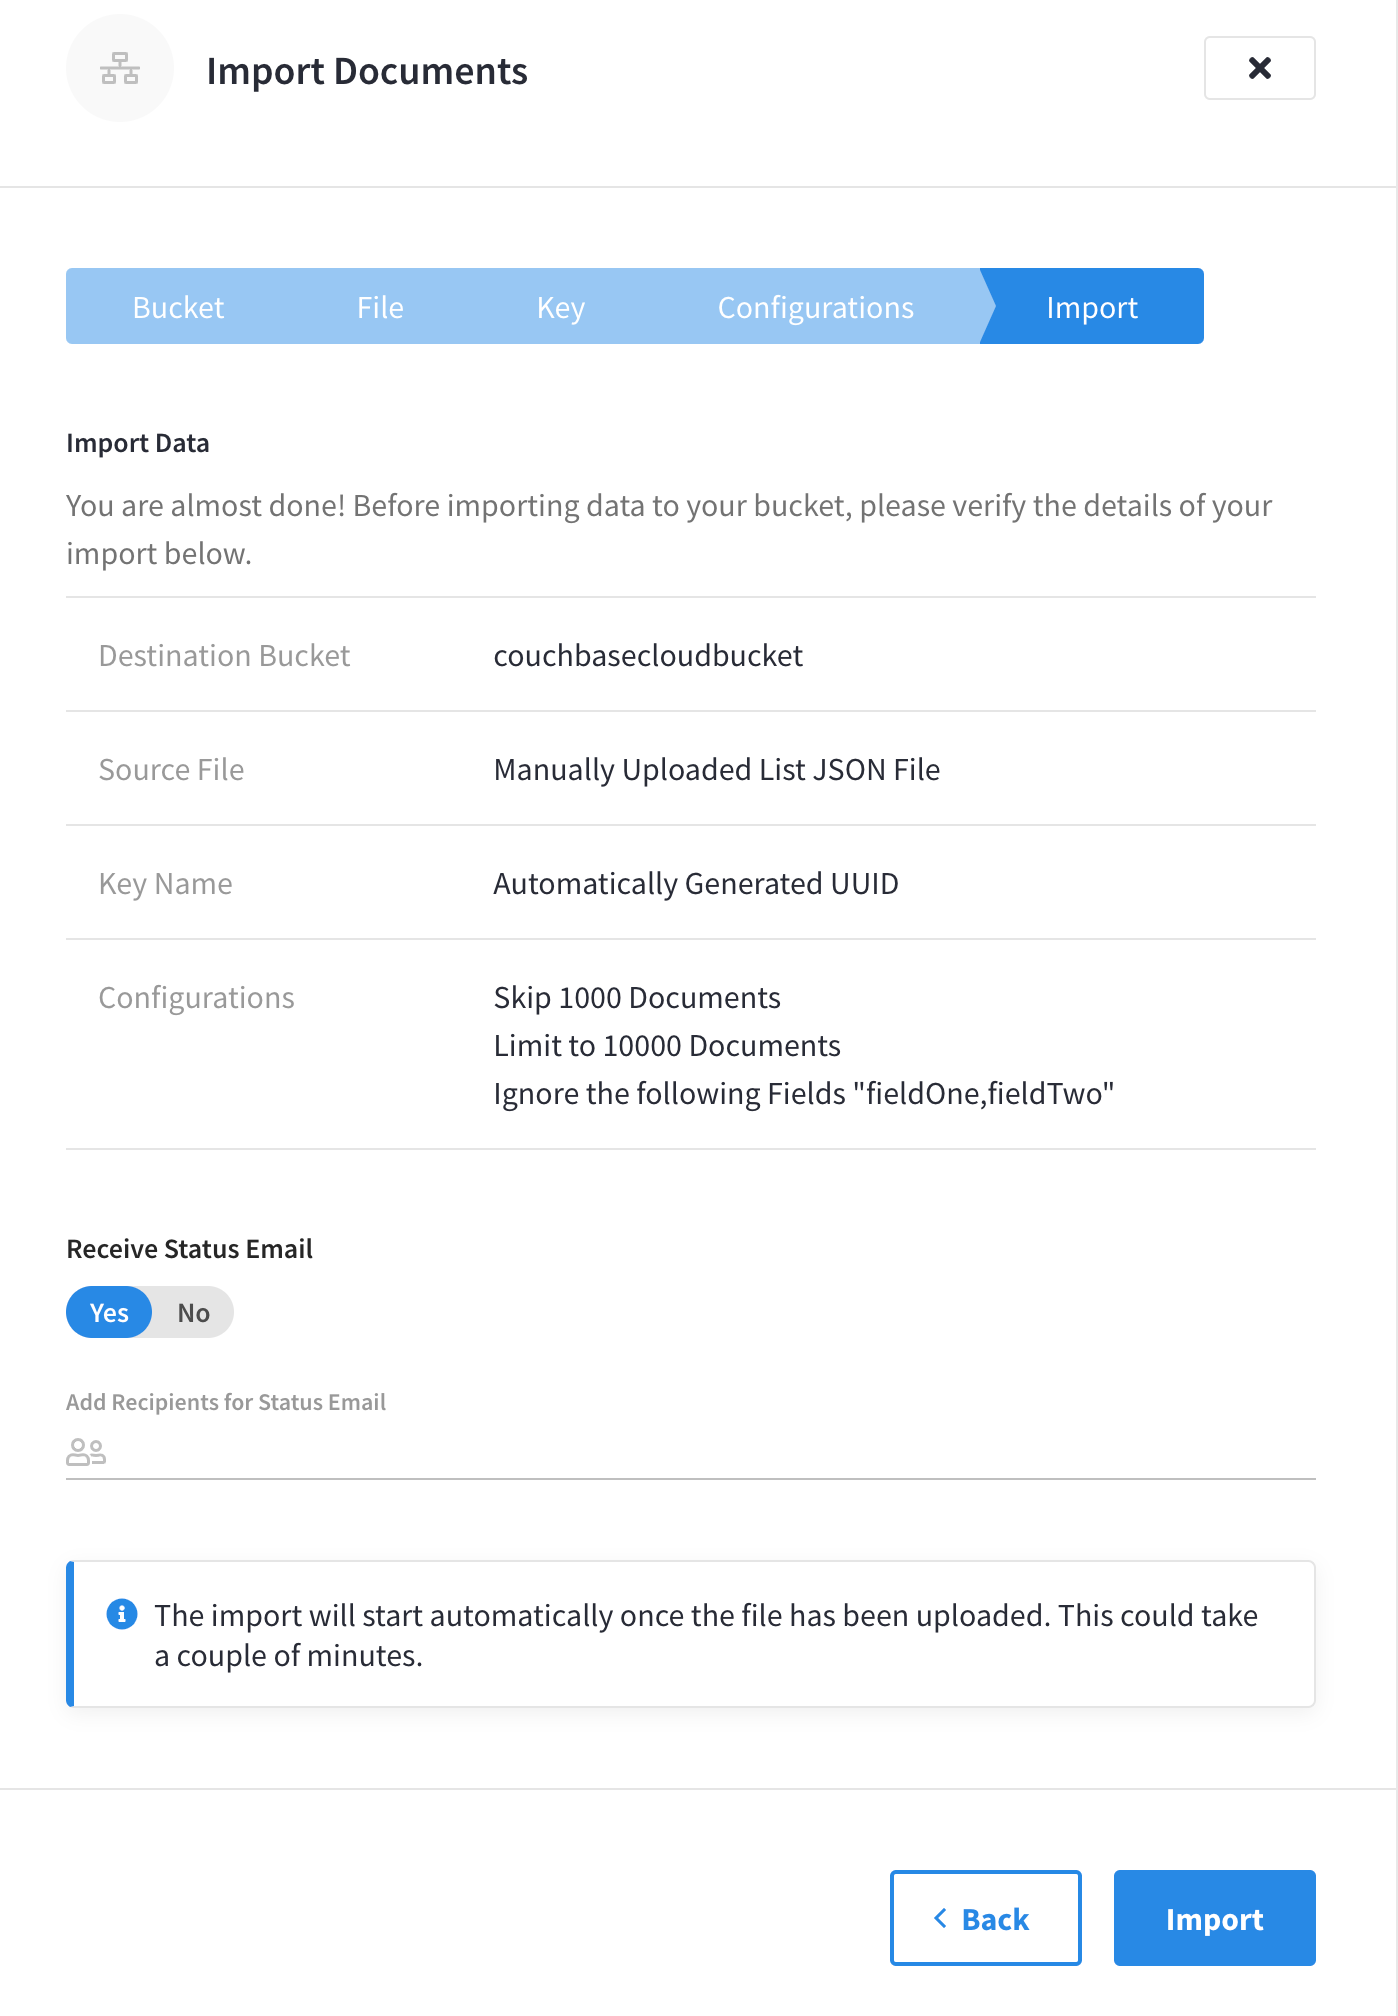 Import Documents
Bucket File Key Configurations Import
Import Data
You are almost done! Before importing data to your bucket, please verify the details of your
import below.
Destination Bucket couchbasecloudbucket
Source File Manually Uploaded List JSON File
Key Name Automatically Generated UUID
Configurations Skip 1000 Documents
Limit to 10000 Documents
Ignore the following Fields "fieldOne,fieldTwo"
Receive Status Email
Yes No
Add Recipients for Status Email
The import will start automatically once the file has been uploaded. This could take
a couple of minutes.
Back Import